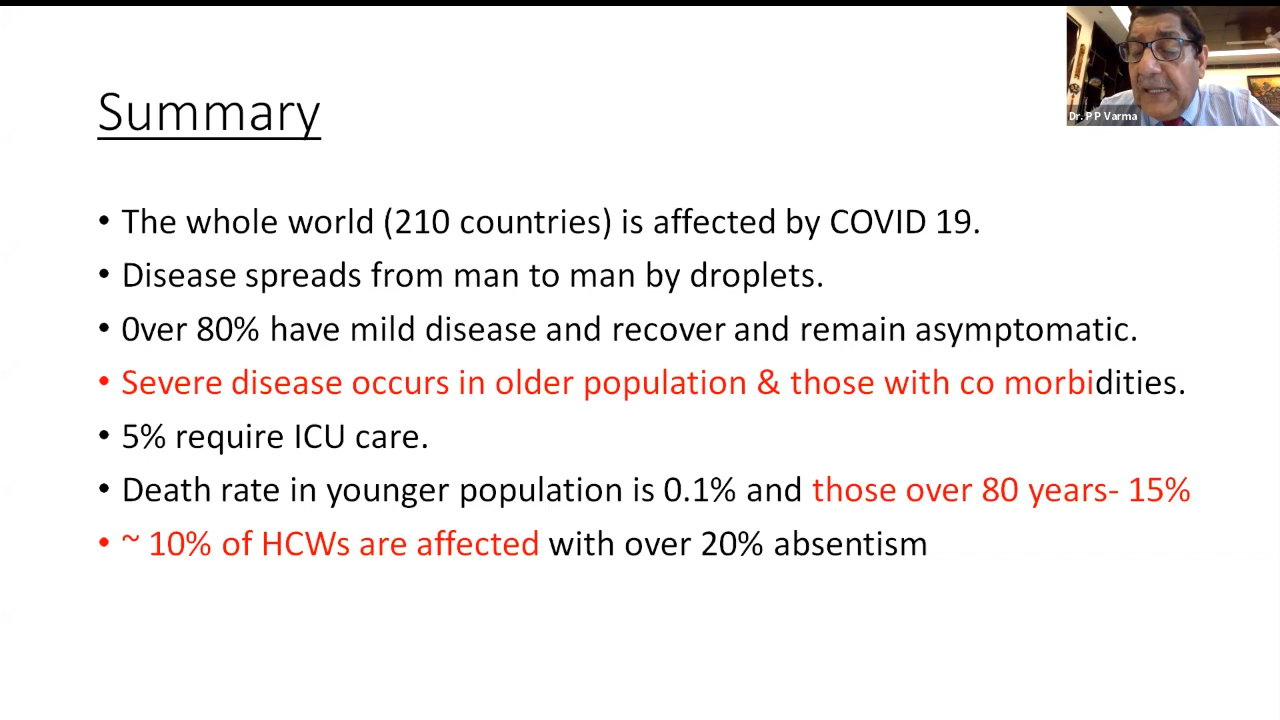 Summary
Dr. P P Varma
• The whole world (210 countries) is affected by COVID 19.
• Disease spreads from man to man by droplets.
• 0ver 80% have mild disease and recover and remain asymptomatic.
• Severe disease occurs in older population & those with co morbidities.
• 5% require ICU care.
• Death rate in younger population is 0.1% and those over 80 years- 15%
• ~ 10% of HCWs are affected with over 20% absentism